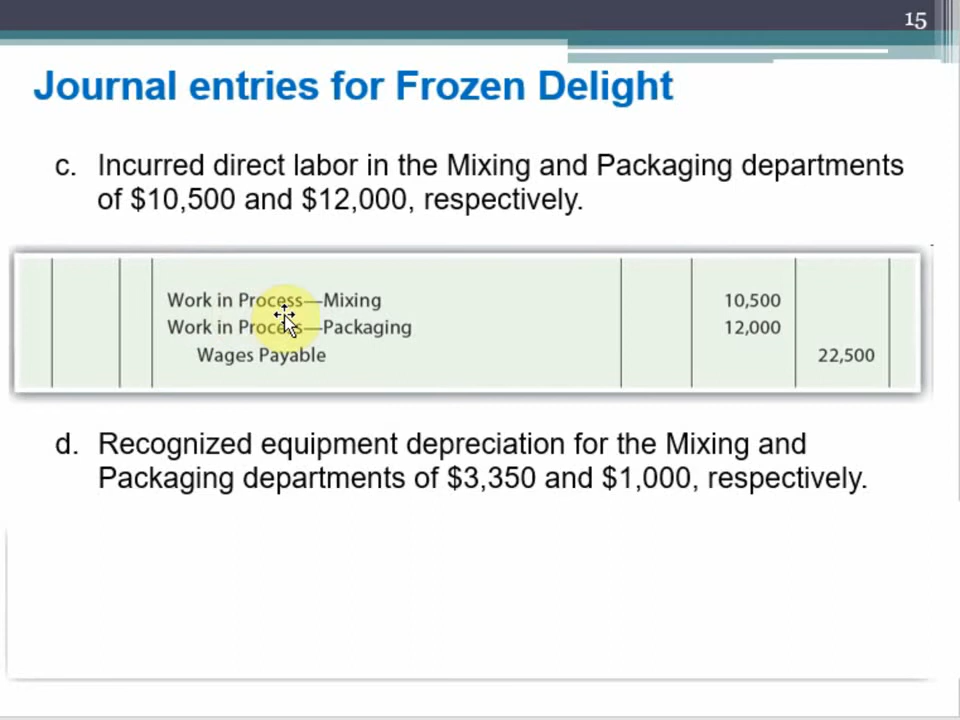 15
Journal entries for Frozen Delight
c. Incurred direct labor in the Mixing and Packaging departments
of $10,500 and $12,000, respectively.
Work in Process—Mixing 10,500
Work in Process—Packaging 12,000
Wages Payable 22,500
d. Recognized equipment depreciation for the Mixing and
Packaging departments of $3,350 and $1,000, respectively.